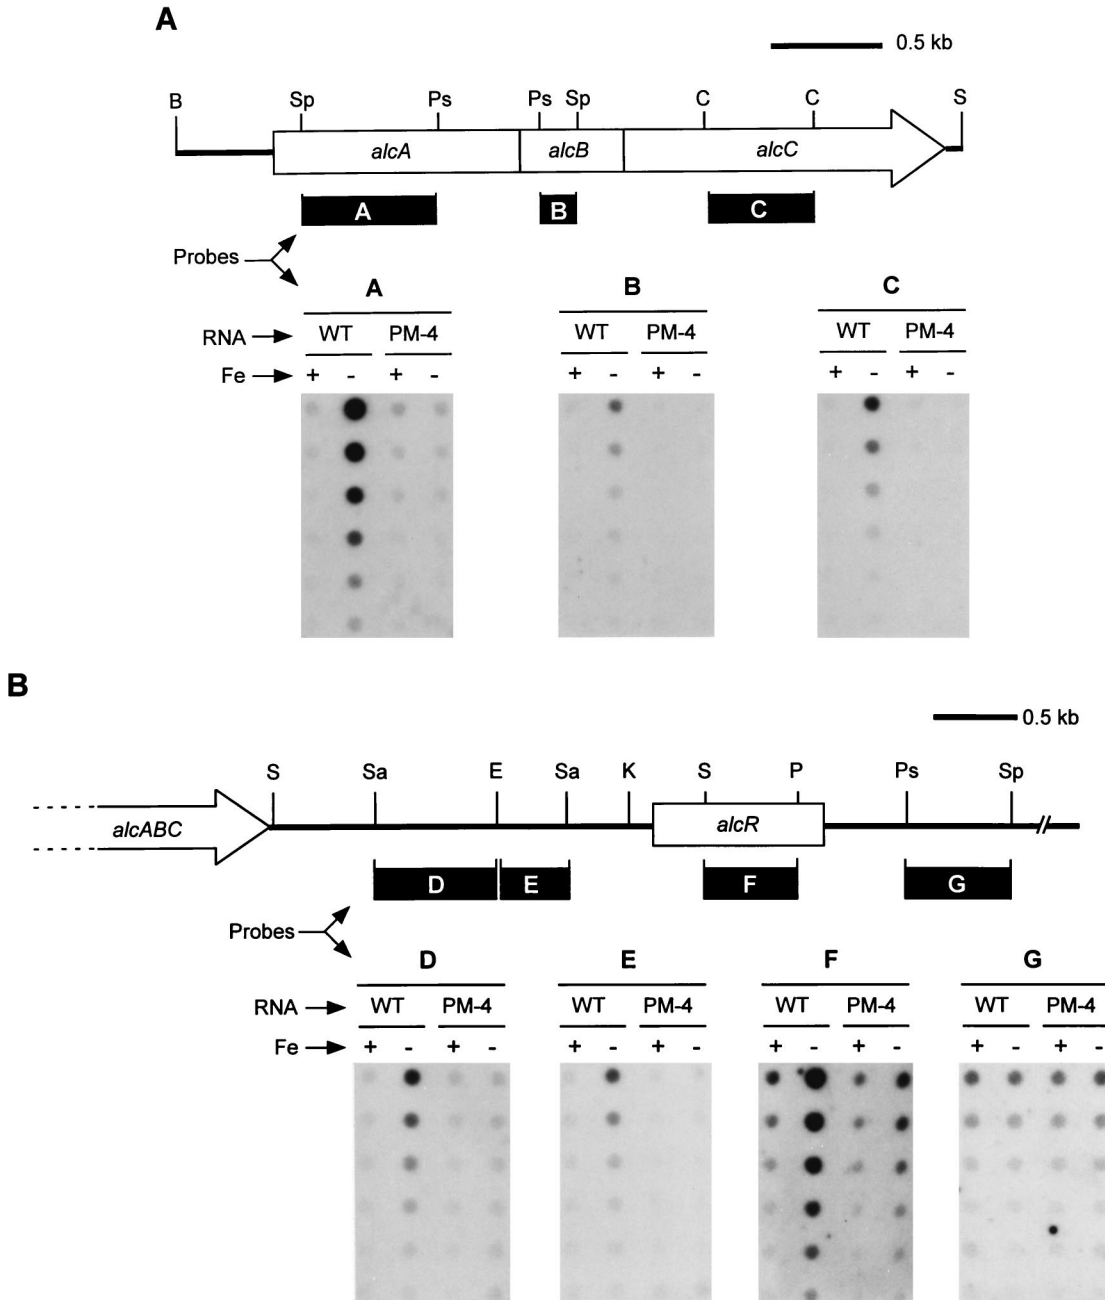 A
0.5 kb
B Sp Ps Ps Sp C C S
alcA alcB alcC
A B C
Probes
A B C
RNA WT PM-4 WT PM-4 WT PM-4
Fe + - + - + - + - + - + -
B
0.5 kb
S Sa E Sa K S P Ps Sp
alcABC alcR
D E F G
Probes
D E F G
RNA WT PM-4 WT PM-4 WT PM-4 WT PM-4
Fe + - + - + - + - + - + - + - + -